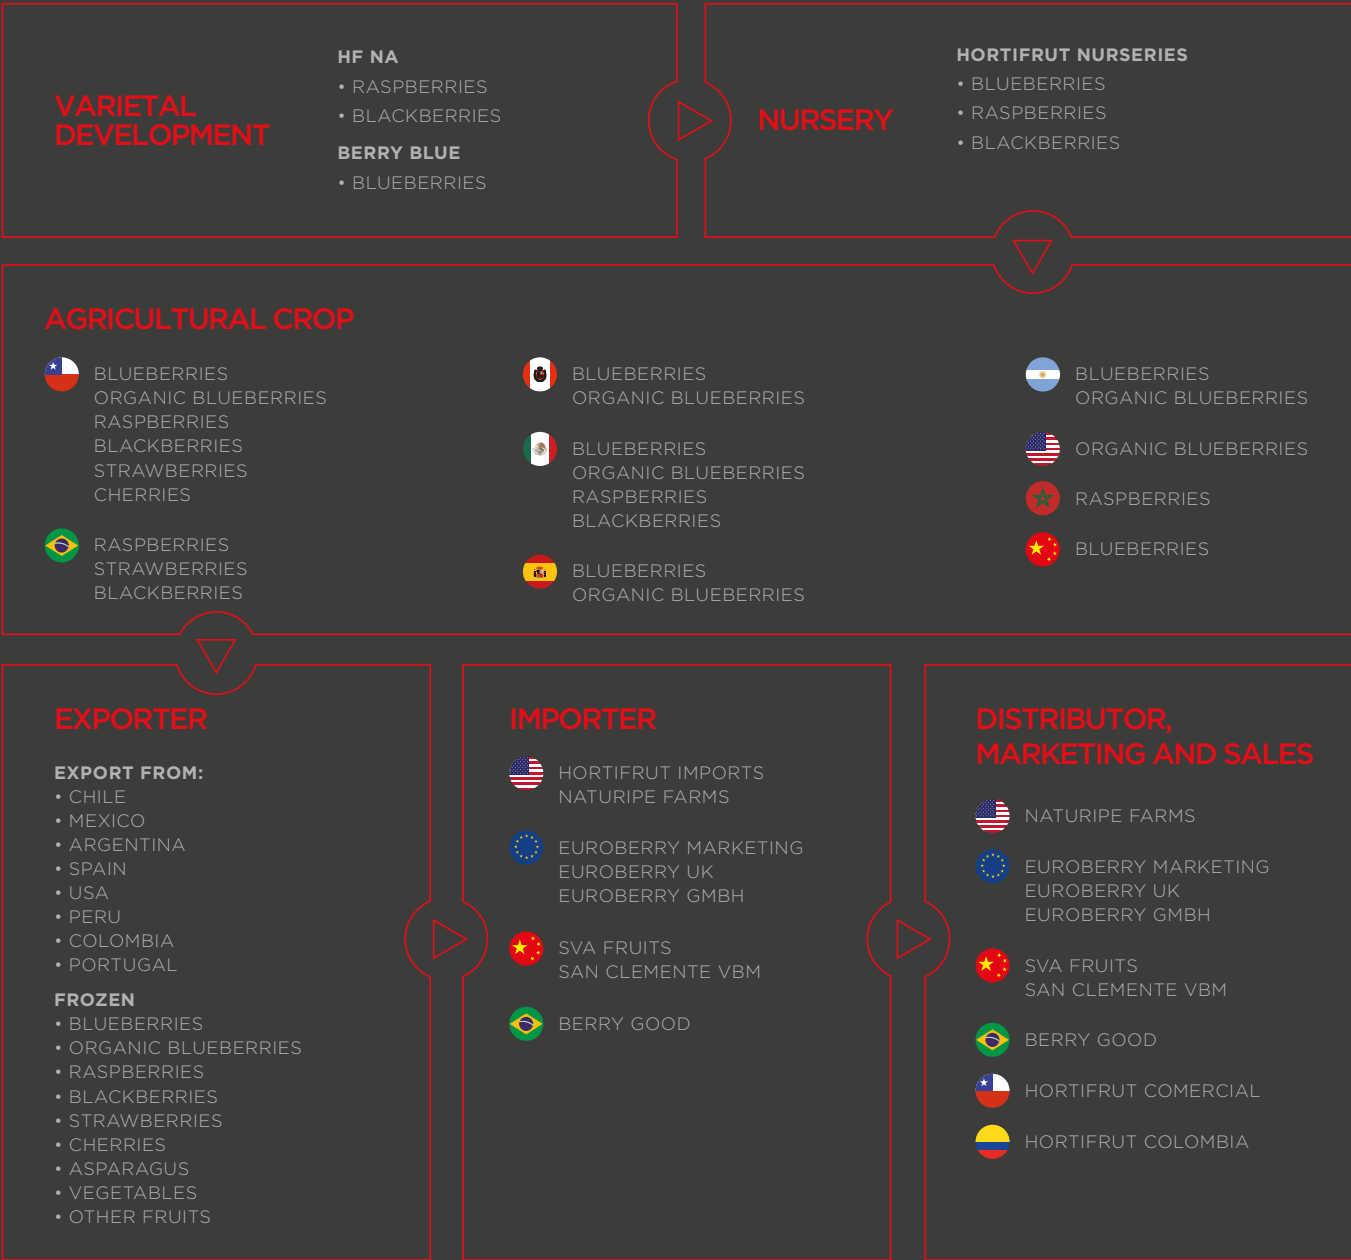 VARIETAL
DEVELOPMENT
HF NA
• RASPBERRIES
• BLACKBERRIES
BERRY BLUE
• BLUEBERRIES
NURSERY
HORTIFRUT NURSERIES
• BLUEBERRIES
• RASPBERRIES
• BLACKBERRIES
AGRICULTURAL CROP
BLUEBERRIES
ORGANIC BLUEBERRIES
RASPBERRIES
BLACKBERRIES
STRAWBERRIES
CHERRIES
RASPBERRIES
STRAWBERRIES
BLACKBERRIES
BLUEBERRIES
ORGANIC BLUEBERRIES
BLUEBERRIES
ORGANIC BLUEBERRIES
RASPBERRIES
BLACKBERRIES
BLUEBERRIES
ORGANIC BLUEBERRIES
BLUEBERRIES
ORGANIC BLUEBERRIES
ORGANIC BLUEBERRIES
RASPBERRIES
BLUEBERRIES
EXPORTER
EXPORT FROM:
• CHILE
• MEXICO
• ARGENTINA
• SPAIN
• USA
• PERU
• COLOMBIA
• PORTUGAL
FROZEN
• BLUEBERRIES
• ORGANIC BLUEBERRIES
• RASPBERRIES
• BLACKBERRIES
• STRAWBERRIES
• CHERRIES
• ASPARAGUS
• VEGETABLES
• OTHER FRUITS
IMPORTER
HORTIFRUT IMPORTS
NATURIPE FARMS
EUROBERRY MARKETING
EUROBERRY UK
EUROBERRY GMBH
SVA FRUITS
SAN CLEMENTE VBM
BERRY GOOD
DISTRIBUTOR,
MARKETING AND SALES
NATURIPE FARMS
EUROBERRY MARKETING
EUROBERRY UK
EUROBERRY GMBH
SVA FRUITS
SAN CLEMENTE VBM
BERRY GOOD
HORTIFRUT COMERCIAL
HORTIFRUT COLOMBIA